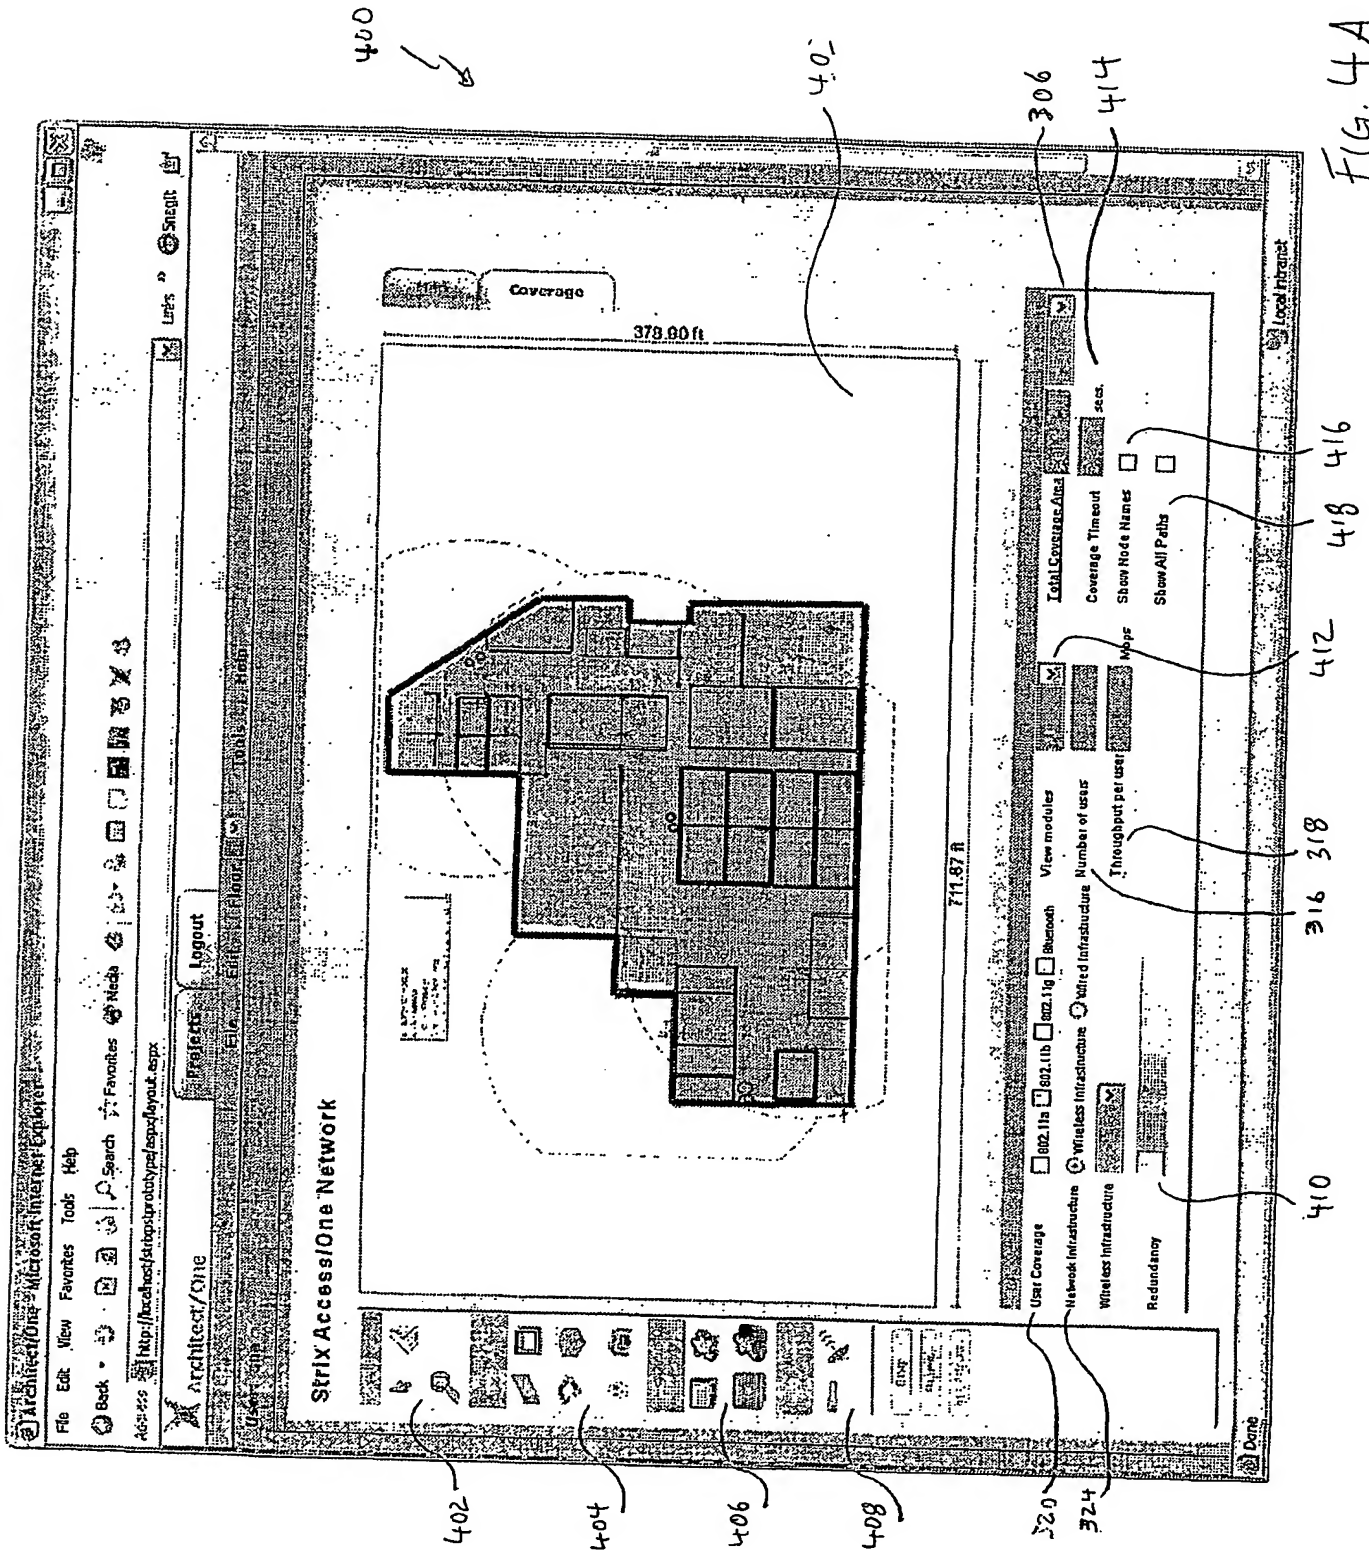 400
Architect/One - Microsoft Internet Explorer
File Edit View Favorites Tools Help
Back Search Favorites Media
Address http://localhost/strixpstprototype/aspx/layout.aspx
Links » SnagIt
Architect/One
Projects Logout
File Edit Floor Tools Help
Strix Access/One Network
Coverage
378.80 ft
711.87 ft
Grid
402
404
406
408
User Coverage 802.11a 802.11b 802.11g Bluetooth
Network Infrastructure Wireless Infrastructure Wired Infrastructure
Wireless Infrastructure
Redundancy
View modules
Number of users
Throughput per user Mbps
Total Coverage Area
Coverage Timeout secs.
Show Node Names
Show All Paths
Done
Local intranet
320
324
410
316
318
412
418
416
306
414
FIG. 4A